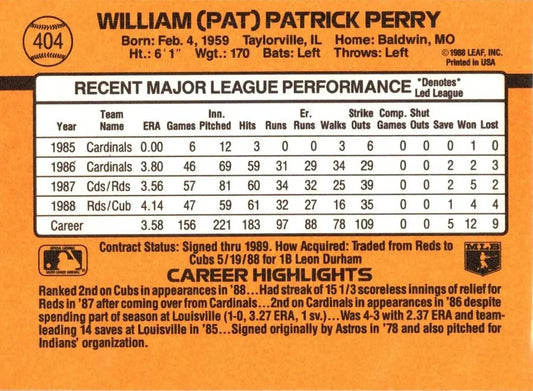 404
WILLIAM (PAT) PATRICK PERRY
Born: Feb. 4, 1959 Taylorville, IL Home: Baldwin, MO
Ht.: 6'1" Wgt.: 170 Bats: Left Throws: Left
©1988 LEAF, INC.
Printed in USA
RECENT MAJOR LEAGUE PERFORMANCE *Denotes* Led League
Year Team Name ERA Games Inn. Pitched Hits Runs Er. Runs Walks Strike Outs Comp. Games Shut Outs Save Won Lost
1985 Cardinals 0.00 6 12 3 0 0 3 6 0 0 0 1 0
1986 Cardinals 3.80 46 69 59 31 29 34 29 0 0 2 2 3
1987 Cds/Rds 3.56 57 81 60 34 32 25 39 0 0 2 5 2
1988 Rds/Cub 4.14 47 59 61 32 27 16 35 0 0 1 4 4
Career 3.58 156 221 183 97 88 78 109 0 0 5 12 9
Contract Status: Signed thru 1989. How Acquired: Traded from Reds to
Cubs 5/19/88 for 1B Leon Durham
MLB
CAREER HIGHLIGHTS
Ranked 2nd on Cubs in appearances in '88...Had streak of 15 1/3 scoreless innings of relief for
Reds in '87 after coming over from Cardinals...2nd on Cardinals in appearances in '86 despite
spending part of season at Louisville (1-0, 3.27 ERA, 1 sv.)...Was 4-3 with 2.37 ERA and team-
leading 14 saves at Louisville in '85...Signed originally by Astros in '78 and also pitched for
Indians' organization.